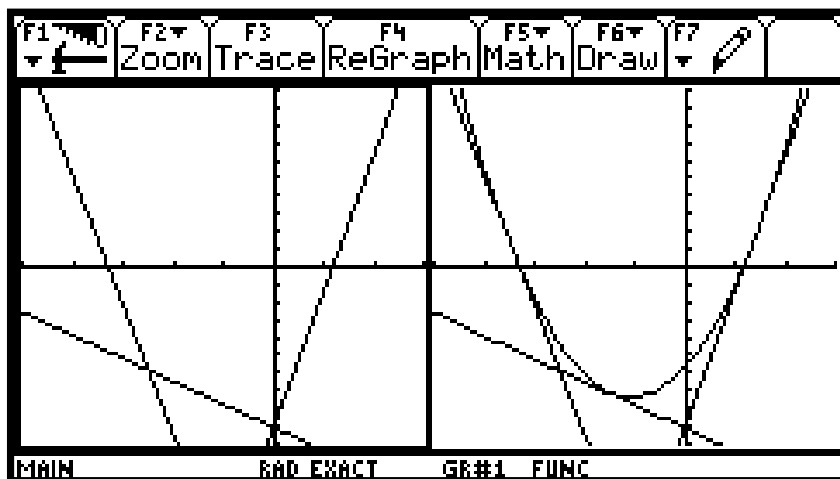 F1 F2 F3 F4 F5 F6 F7
Zoom Trace ReGraph Math Draw
MAIN RAD EXACT GR#1 FUNC